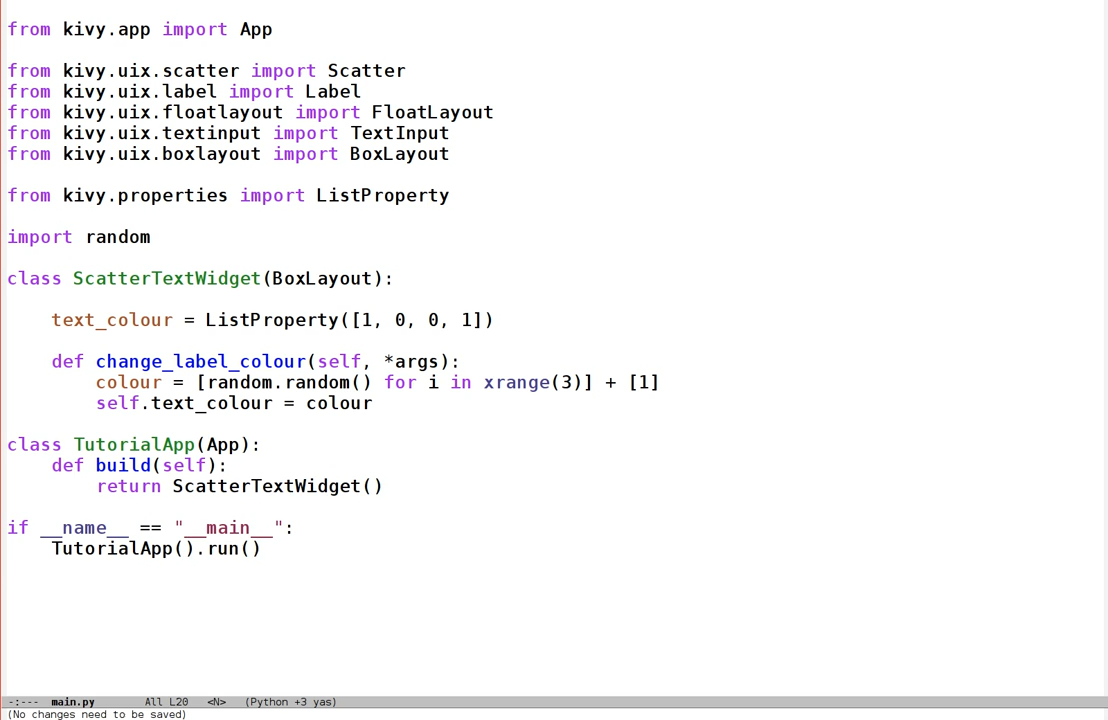 from kivy.app import App
from kivy.uix.scatter import Scatter
from kivy.uix.label import Label
from kivy.uix.floatlayout import FloatLayout
from kivy.uix.textinput import TextInput
from kivy.uix.boxlayout import BoxLayout
from kivy.properties import ListProperty
import random
class ScatterTextWidget(BoxLayout):
    text_colour = ListProperty([1, 0, 0, 1])
    def change_label_colour(self, *args):
        colour = [random.random() for i in xrange(3)] + [1]
        self.text_colour = colour
class TutorialApp(App):
    def build(self):
        return ScatterTextWidget()
if __name__ == "__main__":
    TutorialApp().run()
-:--- main.py All L20 <N> (Python +3 yas)
(No changes need to be saved)